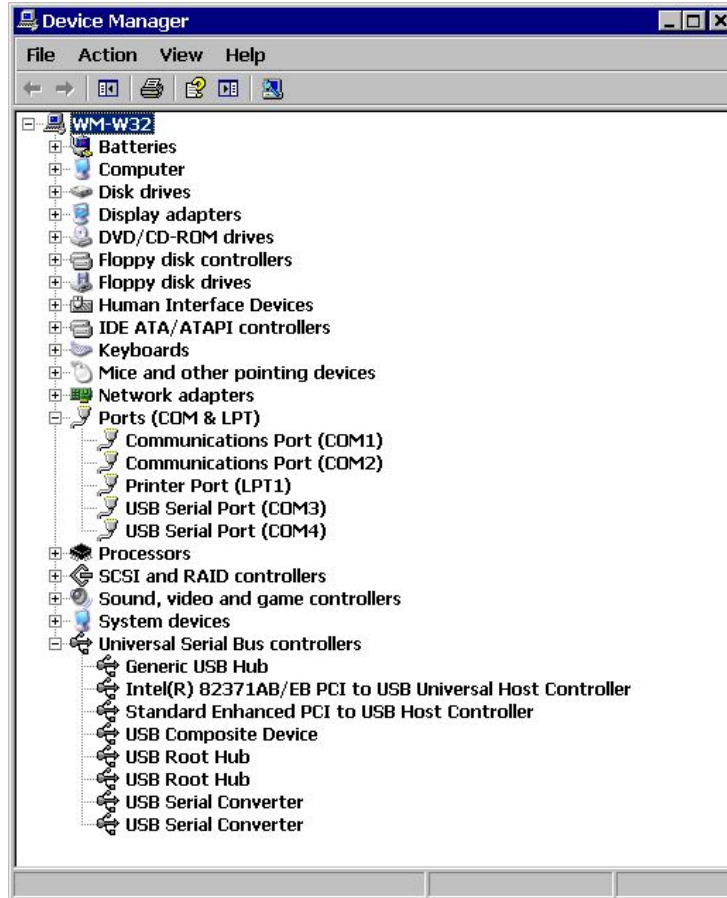 Device Manager
File Action View Help
WM-W32
Batteries
Computer
Disk drives
Display adapters
DVD/CD-ROM drives
Floppy disk controllers
Floppy disk drives
Human Interface Devices
IDE ATA/ATAPI controllers
Keyboards
Mice and other pointing devices
Network adapters
Ports (COM & LPT)
Communications Port (COM1)
Communications Port (COM2)
Printer Port (LPT1)
USB Serial Port (COM3)
USB Serial Port (COM4)
Processors
SCSI and RAID controllers
Sound, video and game controllers
System devices
Universal Serial Bus controllers
Generic USB Hub
Intel(R) 82371AB/EB PCI to USB Universal Host Controller
Standard Enhanced PCI to USB Host Controller
USB Composite Device
USB Root Hub
USB Root Hub
USB Serial Converter
USB Serial Converter